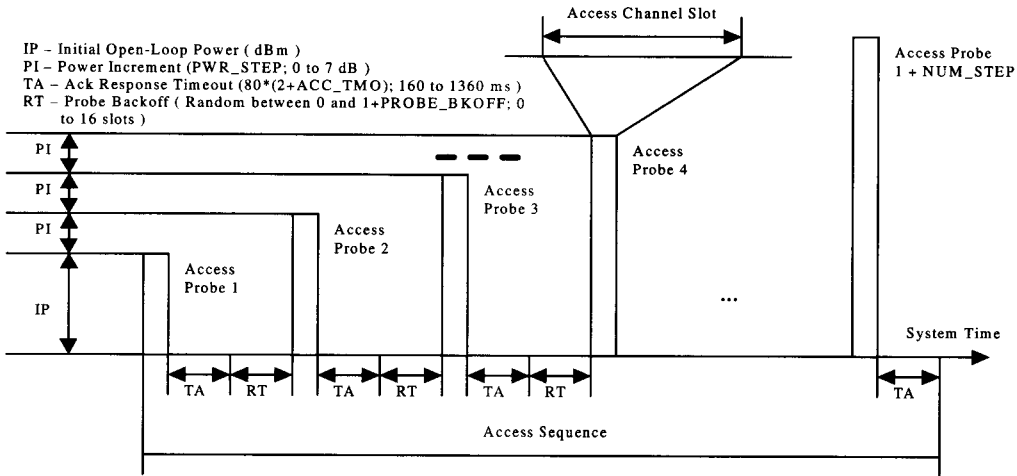 Access Channel Slot
IP – Initial Open-Loop Power ( dBm )
PI – Power Increment (PWR_STEP; 0 to 7 dB )
TA – Ack Response Timeout (80*(2+ACC_TMO); 160 to 1360 ms )
RT – Probe Backoff ( Random between 0 and 1+PROBE_BKOFF; 0
to 16 slots )
Access Probe
1 + NUM_STEP
PI
Access
Probe 4
PI
Access
Probe 3
PI
Access
Probe 2
Access
Probe 1
IP
...
System Time
TA
RT
TA
RT
TA
RT
TA
Access Sequence